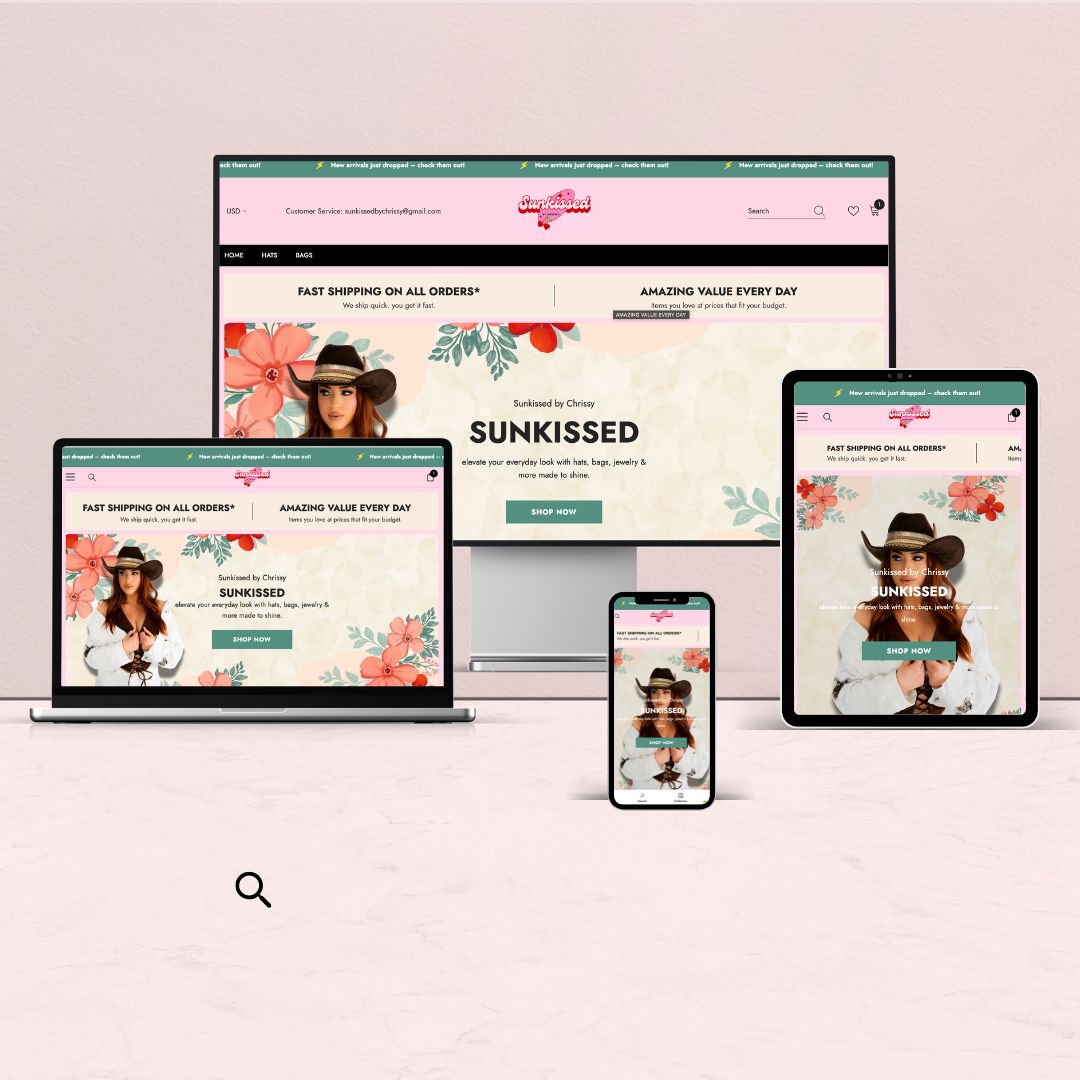 eck them out!
⚡ New arrivals just dropped – check them out!
⚡ New arrivals just dropped – check them out!
⚡ New arrivals just dropped – check them out!
USD
Customer Service: sunkissedbychrissy@gmail.com
Sunkissed
Search
1
HOME
HATS
BAGS
FAST SHIPPING ON ALL ORDERS*
We ship quick. you get it fast.
AMAZING VALUE EVERY DAY
Items you love at prices that fit your budget.
AMAZING VALUE EVERY DAY
Sunkissed by Chrissy
SUNKISSED
elevate your everyday look with hats, bags, jewelry &
more made to shine.
SHOP NOW
ust dropped – check them out!
⚡ New arrivals just dropped – check them out!
⚡ New arrivals just dropped –
Sunkissed
1
FAST SHIPPING ON ALL ORDERS*
We ship quick. you get it fast.
AMAZING VALUE EVERY DAY
Items you love at prices that fit your budget.
Sunkissed by Chrissy
SUNKISSED
elevate your everyday look with hats, bags, jewelry &
more made to shine.
SHOP NOW
⚡ New arrivals just dropped – check them out!
Sunkissed
1
FAST SHIPPING ON ALL ORDERS*
We ship quick. you get it fast.
AMA
Items
Sunkissed by Chrissy
SUNKISSED
elevate your everyday look with hats, bags, jewelry & more made to
shine.
SHOP NOW
Sunkissed
FAST SHIPPING ON ALL ORDERS*
We ship quick. you get it fast.
Sunkissed by Chrissy
SUNKISSED
SHOP NOW
Search
Collection